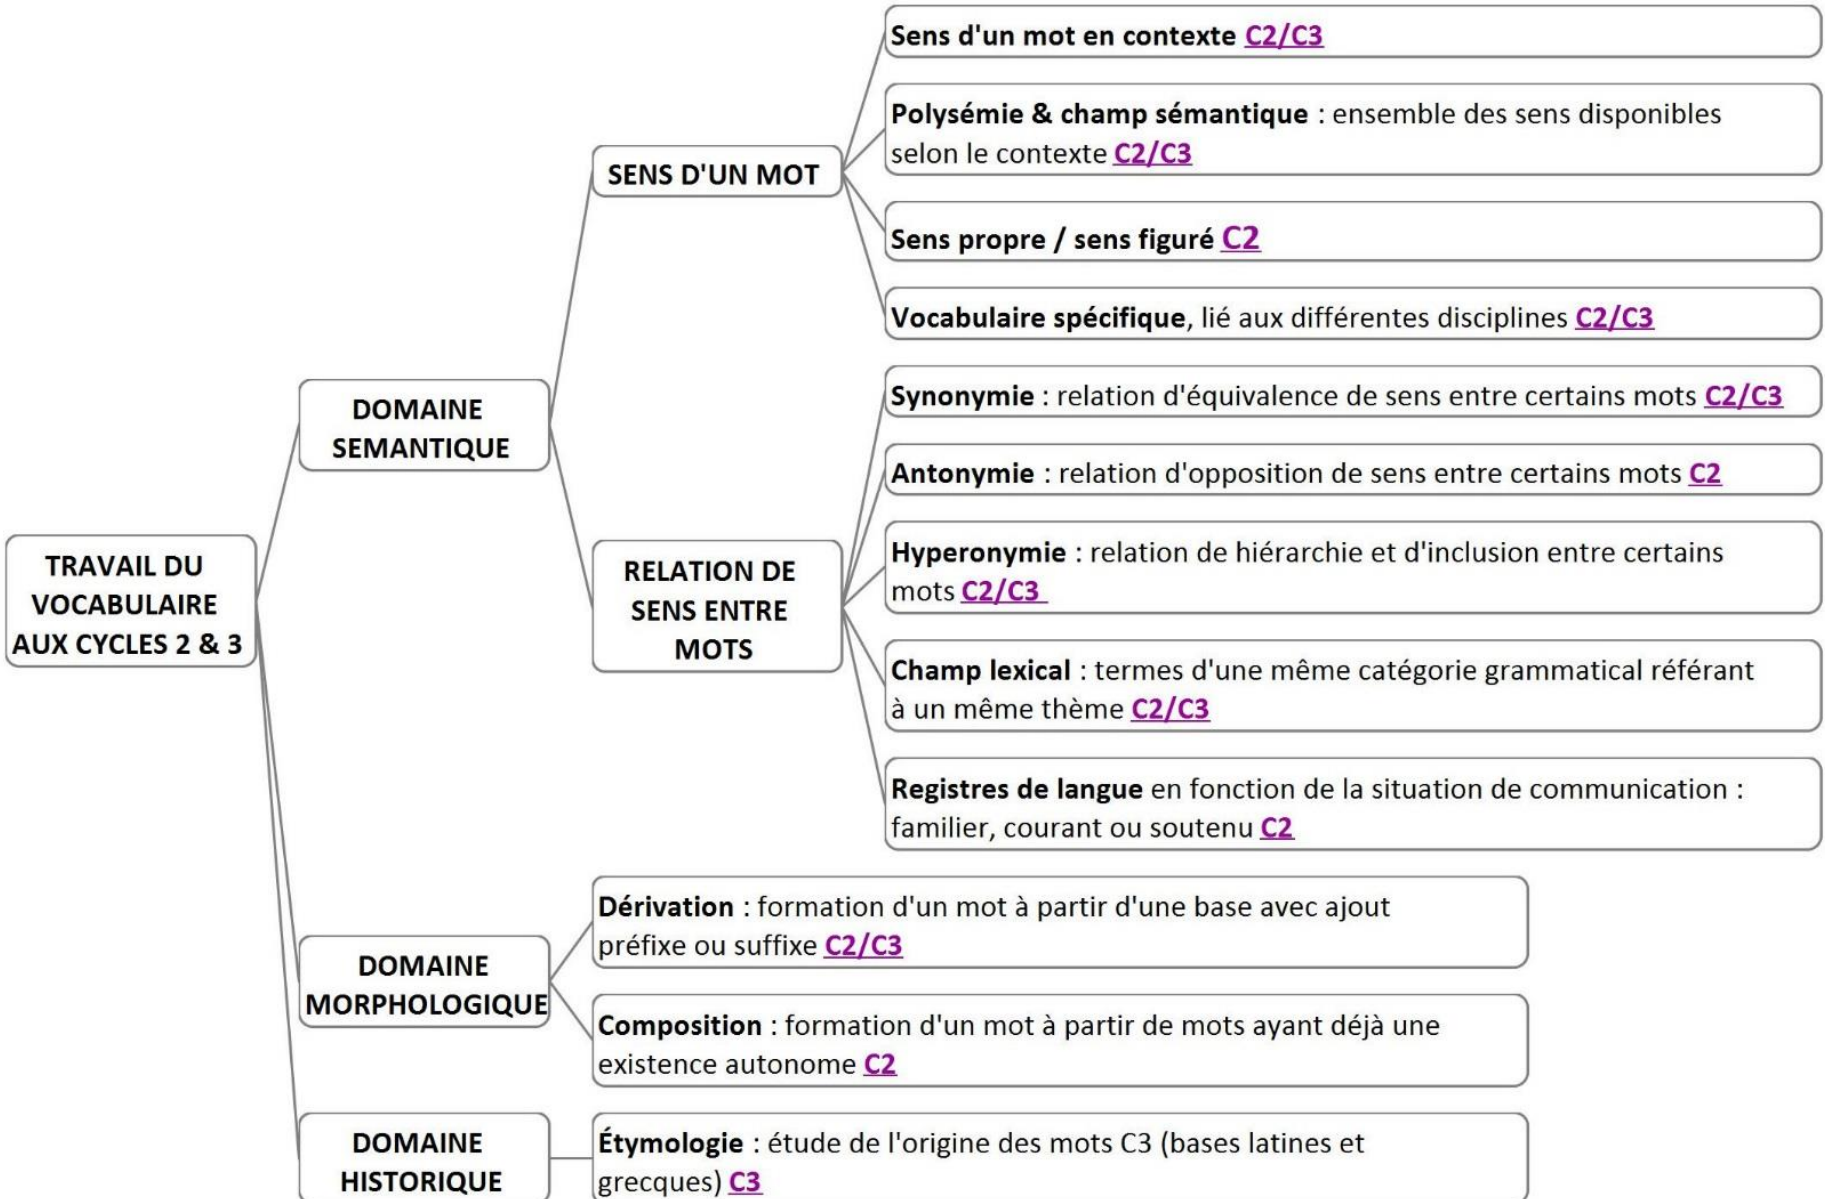 TRAVAIL DU
VOCABULAIRE
AUX CYCLES 2 & 3
DOMAINE
SEMANTIQUE
SENS D'UN MOT
Sens d'un mot en contexte C2/C3
Polysémie & champ sémantique : ensemble des sens disponibles
selon le contexte C2/C3
Sens propre / sens figuré C2
Vocabulaire spécifique, lié aux différentes disciplines C2/C3
RELATION DE
SENS ENTRE
MOTS
Synonymie : relation d'équivalence de sens entre certains mots C2/C3
Antonymie : relation d'opposition de sens entre certains mots C2
Hyperonymie : relation de hiérarchie et d'inclusion entre certains
mots C2/C3
Champ lexical : termes d'une même catégorie grammatical référant
à un même thème C2/C3
Registres de langue en fonction de la situation de communication :
familier, courant ou soutenu C2
DOMAINE
MORPHOLOGIQUE
Dérivation : formation d'un mot à partir d'une base avec ajout
préfixe ou suffixe C2/C3
Composition : formation d'un mot à partir de mots ayant déjà une
existence autonome C2
DOMAINE
HISTORIQUE
Étymologie : étude de l'origine des mots C3 (bases latines et
grecques) C3